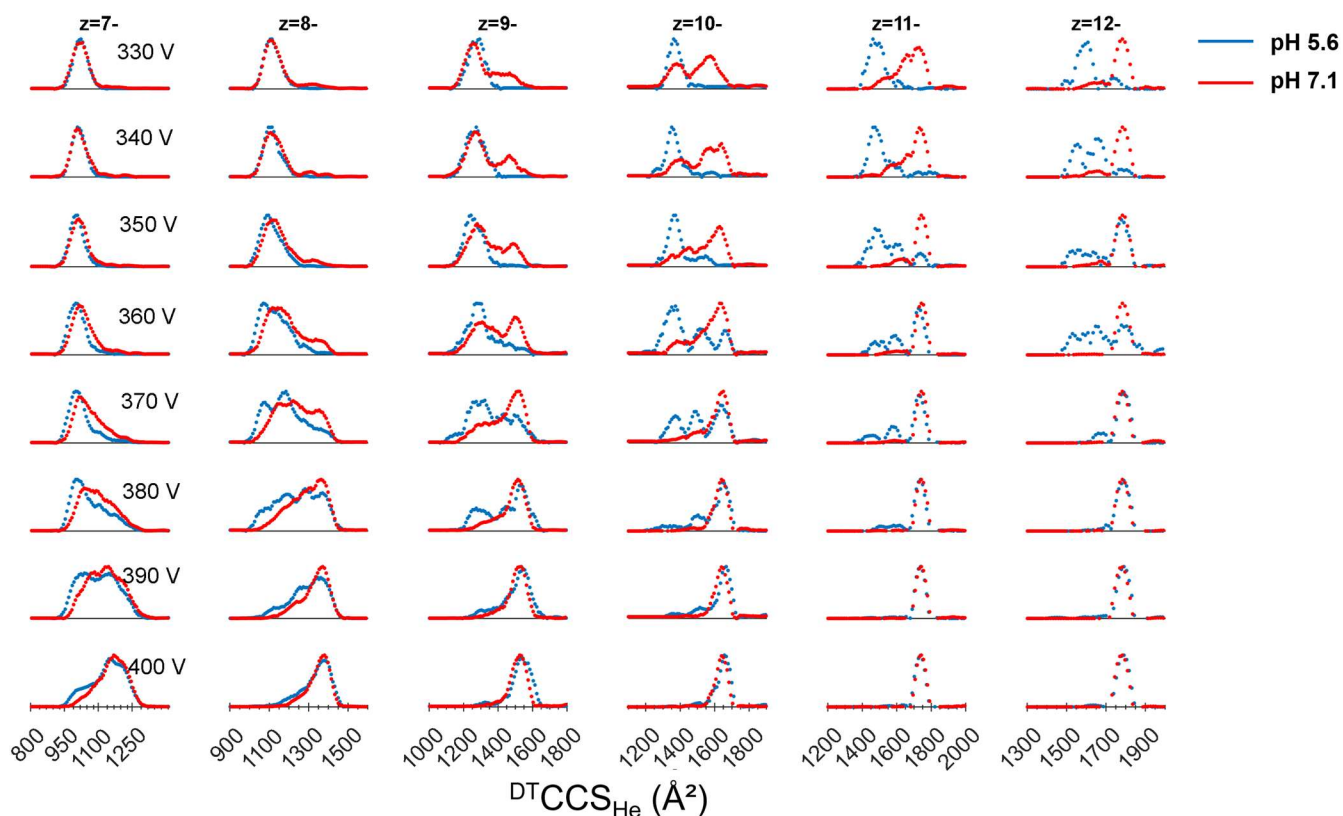 z=7- z=8- z=9- z=10- z=11- z=12-
pH 5.6
pH 7.1
330 V
340 V
350 V
360 V
370 V
380 V
390 V
400 V
800 950 1100 1250 900 1100 1300 1500 1000 1200 1400 1600 1800 1200 1400 1600 1800 1200 1400 1600 1800 2000 1300 1500 1700 1900
DTCCSHe (Å²)